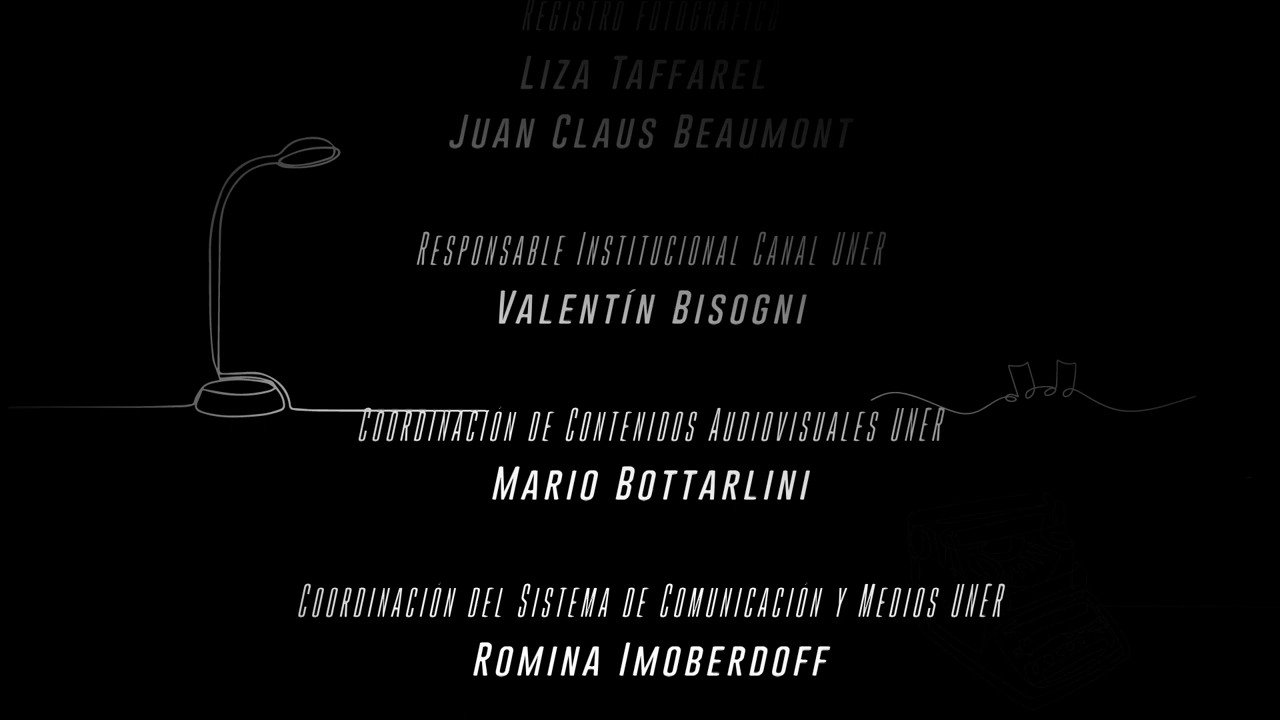 Registro fotográfico
Liza Taffarel
Juan Claus Beaumont
Responsable Institucional Canal UNER
Valentín Bisogni
Coordinación de Contenidos Audiovisuales UNER
Mario Bottarlini
Coordinación del Sistema de Comunicación y Medios UNER
Romina Imoberdoff